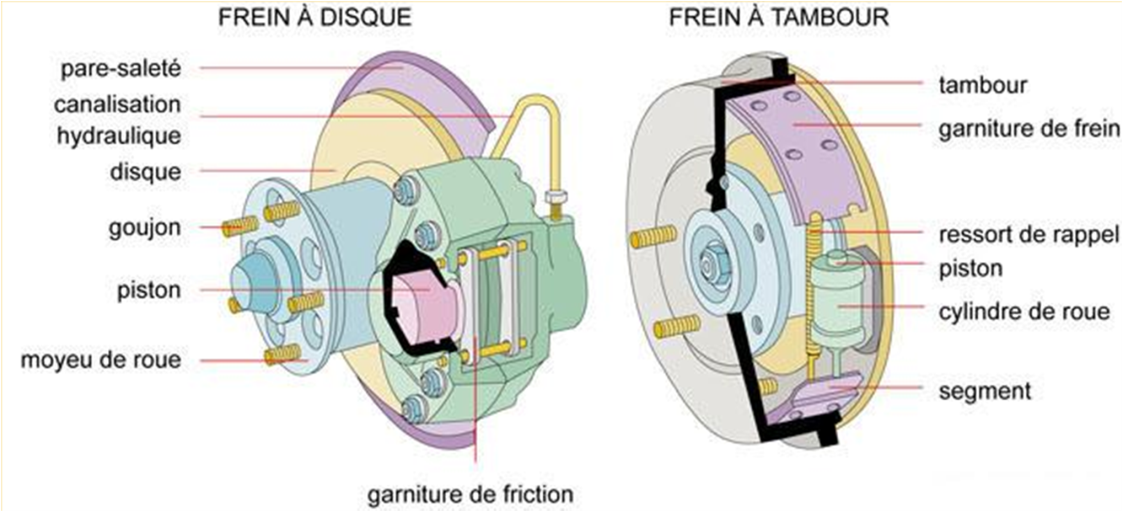 FREIN À DISQUE
pare-saleté
canalisation
hydraulique
disque
goujon
piston
moyeu de roue
garniture de friction
FREIN À TAMBOUR
tambour
garniture de frein
ressort de rappel
piston
cylindre de roue
segment